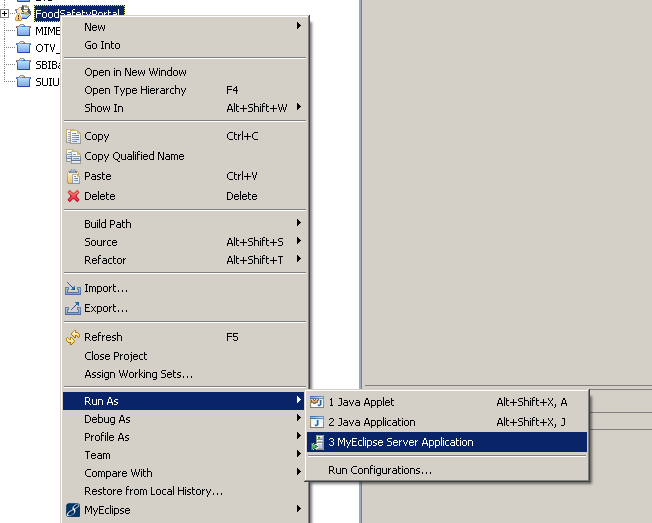 FoodSafetyPortal
MIME
OTV_
SBIBa
SUIU
New
Go Into
Open in New Window
Open Type Hierarchy F4
Show In Alt+Shift+W
Copy Ctrl+C
Copy Qualified Name
Paste Ctrl+V
Delete Delete
Build Path
Source Alt+Shift+S
Refactor Alt+Shift+T
Import...
Export...
Refresh F5
Close Project
Assign Working Sets...
Run As
Debug As
Profile As
Team
Compare With
Restore from Local History...
MyEclipse
1 Java Applet Alt+Shift+X, A
2 Java Application Alt+Shift+X, J
3 MyEclipse Server Application
Run Configurations...